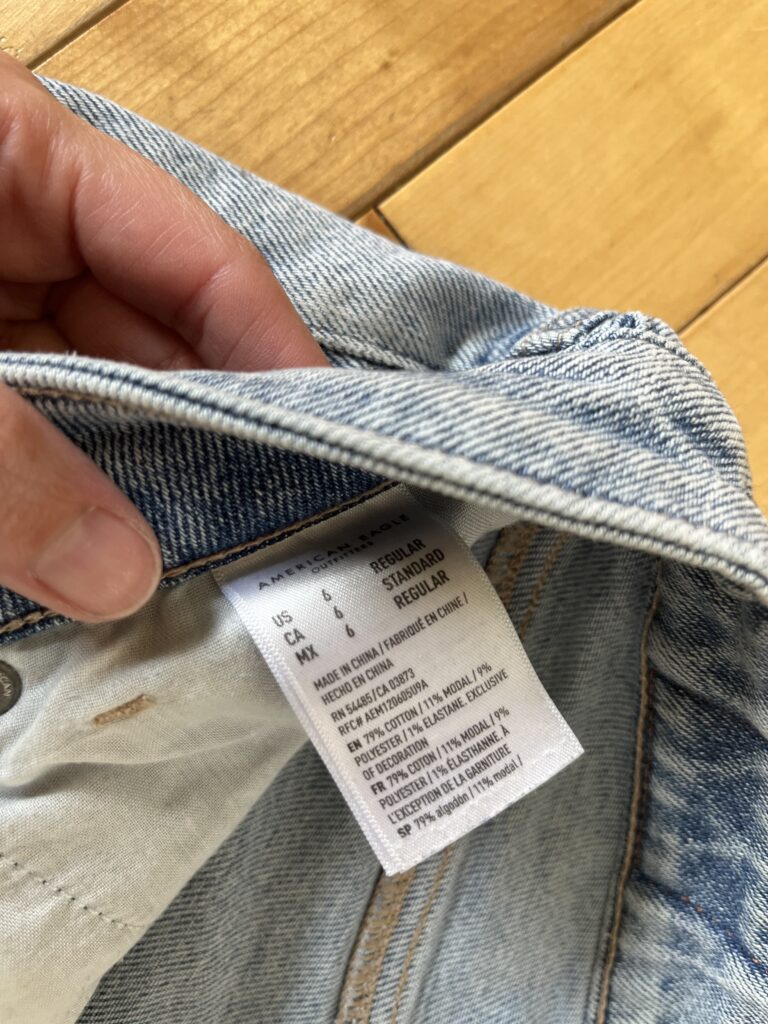 AMERICAN EAGLE
OUTFITTERS
US 6 REGULAR
CA 6 STANDARD
MX 6 REGULAR
MADE IN CHINA / FABRIQUÉ EN CHINE /
HECHO EN CHINA
RN 54485/CA 03873
RFC# AEM120605U9A
EN 79% COTTON / 11% MODAL / 9%
POLYESTER / 1% ELASTANE. EXCLUSIVE
OF DECORATION
FR 79% COTON / 11% MODAL / 9%
POLYESTER / 1% ÉLASTHANNE. À
L'EXCEPTION DE LA GARNITURE
SP 79% algodón / 11% modal /